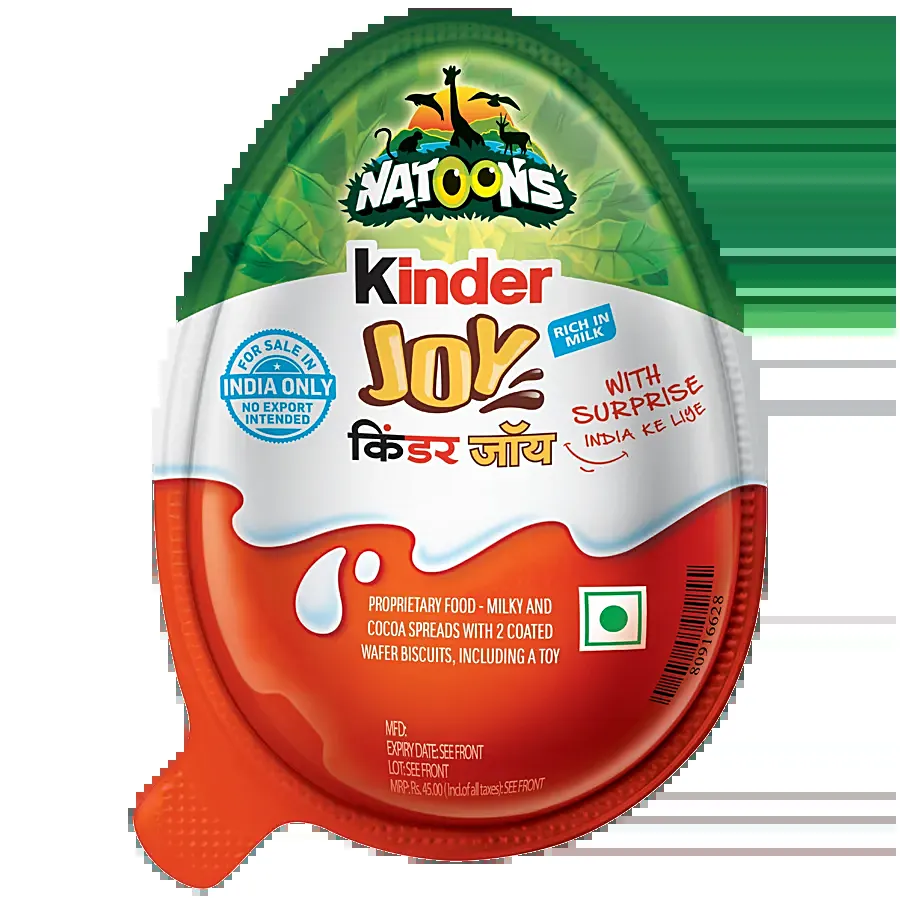 NATOONS
Kinder
JOY
RICH IN
MILK
FOR SALE IN
INDIA ONLY
NO EXPORT
INTENDED
WITH
SURPRISE
INDIA KE LIYE
किंडर जॉय
PROPRIETARY FOOD - MILKY AND
COCOA SPREADS WITH 2 COATED
WAFER BISCUITS, INCLUDING A TOY
80916628
MFD:
EXPIRY DATE: SEE FRONT
LOT: SEE FRONT
MRP: Rs. 45.00 (Incl.of all taxes): SEE FRONT